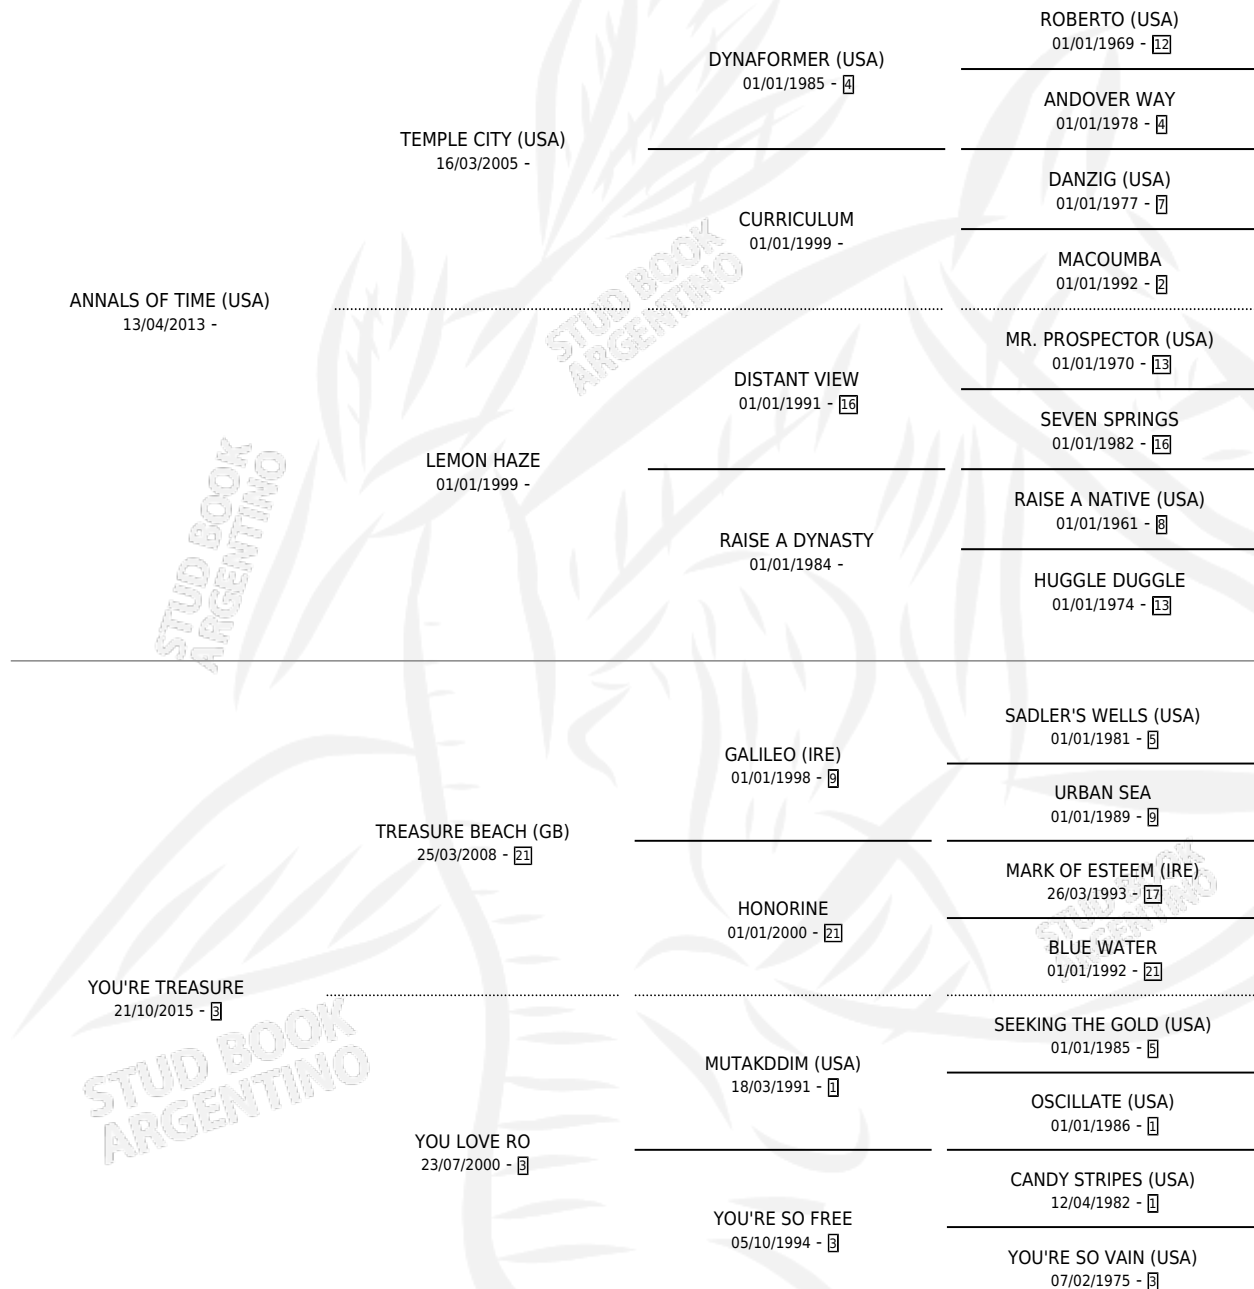 ROBERTO (USA)
01/01/1969 - 12
DYNAFORMER (USA)
01/01/1985 - 4
ANDOVER WAY
01/01/1978 - 4
TEMPLE CITY (USA)
16/03/2005 -
DANZIG (USA)
01/01/1977 - 7
CURRICULUM
01/01/1999 -
MACOUMBA
01/01/1992 - 2
ANNALS OF TIME (USA)
13/04/2013 -
STUD BOOK
ARGENTINO
MR. PROSPECTOR (USA)
01/01/1970 - 13
DISTANT VIEW
01/01/1991 - 16
SEVEN SPRINGS
01/01/1982 - 16
LEMON HAZE
01/01/1999 -
RAISE A NATIVE (USA)
01/01/1961 - 8
RAISE A DYNASTY
01/01/1984 -
HUGGLE DUGGLE
01/01/1974 - 13
STUD BOOK
ARGENTINO
SADLER'S WELLS (USA)
01/01/1981 - 5
GALILEO (IRE)
01/01/1998 - 9
URBAN SEA
01/01/1989 - 9
TREASURE BEACH (GB)
25/03/2008 - 21
MARK OF ESTEEM (IRE)
26/03/1993 - 17
HONORINE
01/01/2000 - 21
STUD BOOK
ARGENTINO
BLUE WATER
01/01/1992 - 21
YOU'RE TREASURE
21/10/2015 - 3
STUD BOOK
ARGENTINO
SEEKING THE GOLD (USA)
01/01/1985 - 5
MUTAKDDIM (USA)
18/03/1991 - 1
OSCILLATE (USA)
01/01/1986 - 1
YOU LOVE RO
23/07/2000 - 3
CANDY STRIPES (USA)
12/04/1982 - 1
YOU'RE SO FREE
05/10/1994 - 3
YOU'RE SO VAIN (USA)
07/02/1975 - 3